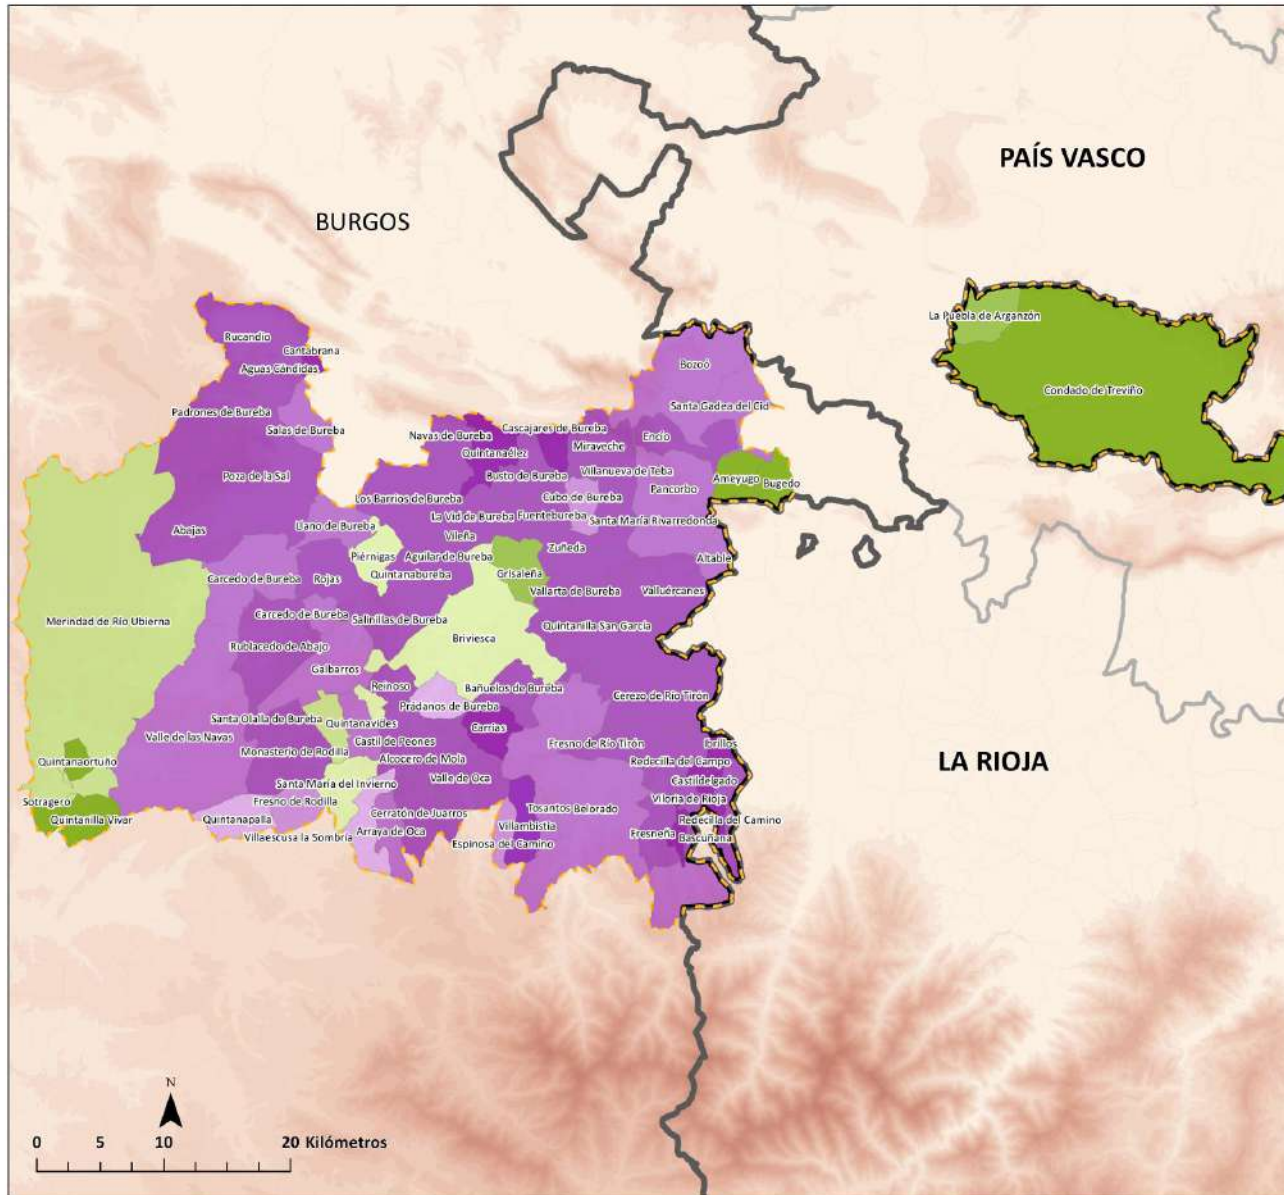 PAÍS VASCO
BURGOS
La Puebla de Arganzón
Rucandio
Cantabrana
Aguas Cándidas
Bozoó
Condado de Treviño
Padrones de Bureba
Santa Gadea del Cid
Salas de Bureba
Navas de Bureba
Cascajares de Bureba
Encío
Quintanaélez
Miraveche
Poza de la Sal
Busto de Bureba
Villanueva de Teba
Ameyugo
Bugedo
Pancorbo
Los Barrios de Bureba
Cubo de Bureba
La Vid de Bureba
Fuentebureba
Santa María Rivarredonda
Abajas
Llano de Bureba
Vileña
Zuñeda
Piérnigas
Aguilar de Bureba
Altable
Carcedo de Bureba
Rojas
Quintanabureba
Grisaleña
Vallarta de Bureba
Valluércanes
Merindad de Río Ubierna
Carcedo de Bureba
Salinillas de Bureba
Quintanilla San García
Briviesca
Rublacedo de Abajo
Galbarros
Reinoso
Bañuelos de Bureba
Cerezo de Río Tirón
Prádanos de Bureba
Santa Olalla de Bureba
Quintanavides
Carrias
Valle de las Navas
Castil de Peones
Fresno de Río Tirón
Ibrillos
Monasterio de Rodilla
Alcocero de Mola
Redecilla del Campo
Quintanaortuño
LA RIOJA
Santa María del Invierno
Valle de Oca
Castildelgado
Sotragero
Fresno de Rodilla
Viloria de Rioja
Quintanilla Vivar
Quintanapalla
Cerratón de Juarros
Tosantos
Belorado
Redecilla del Camino
Villambistia
Villaescusa la Sombría
Arraya de Oca
Fresneña
Bascuñana
Espinosa del Camino
N
0 5 10 20 Kilómetros